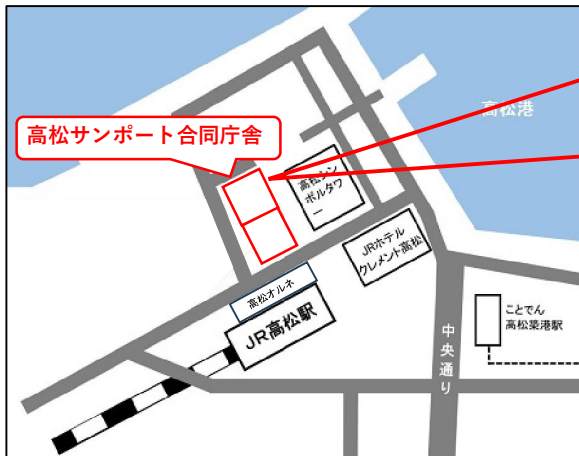 高松港
高松サンポート合同庁舎
高松シン
ボルタワ
ー
JRホテル
クレメント高松
高松オルネ
JR高松駅
ことでん
高松築港駅
中央通り